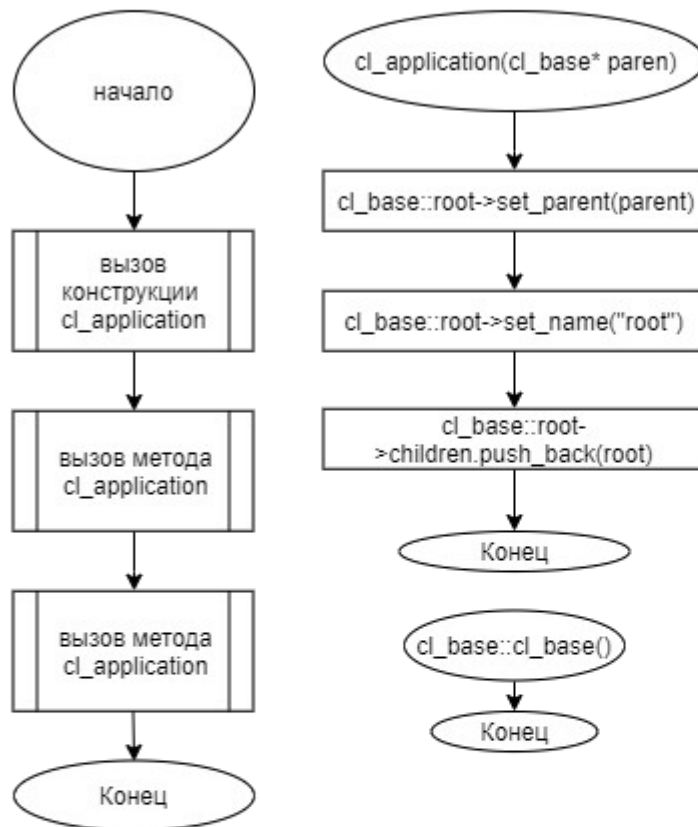 начало
вызов
конструкции
cl_application
вызов метода
cl_application
вызов метода
cl_application
Конец
cl_application(cl_base* paren)
cl_base::root->set_parent(parent)
cl_base::root->set_name("root")
cl_base::root-
>children.push_back(root)
Конец
cl_base::cl_base()
Конец